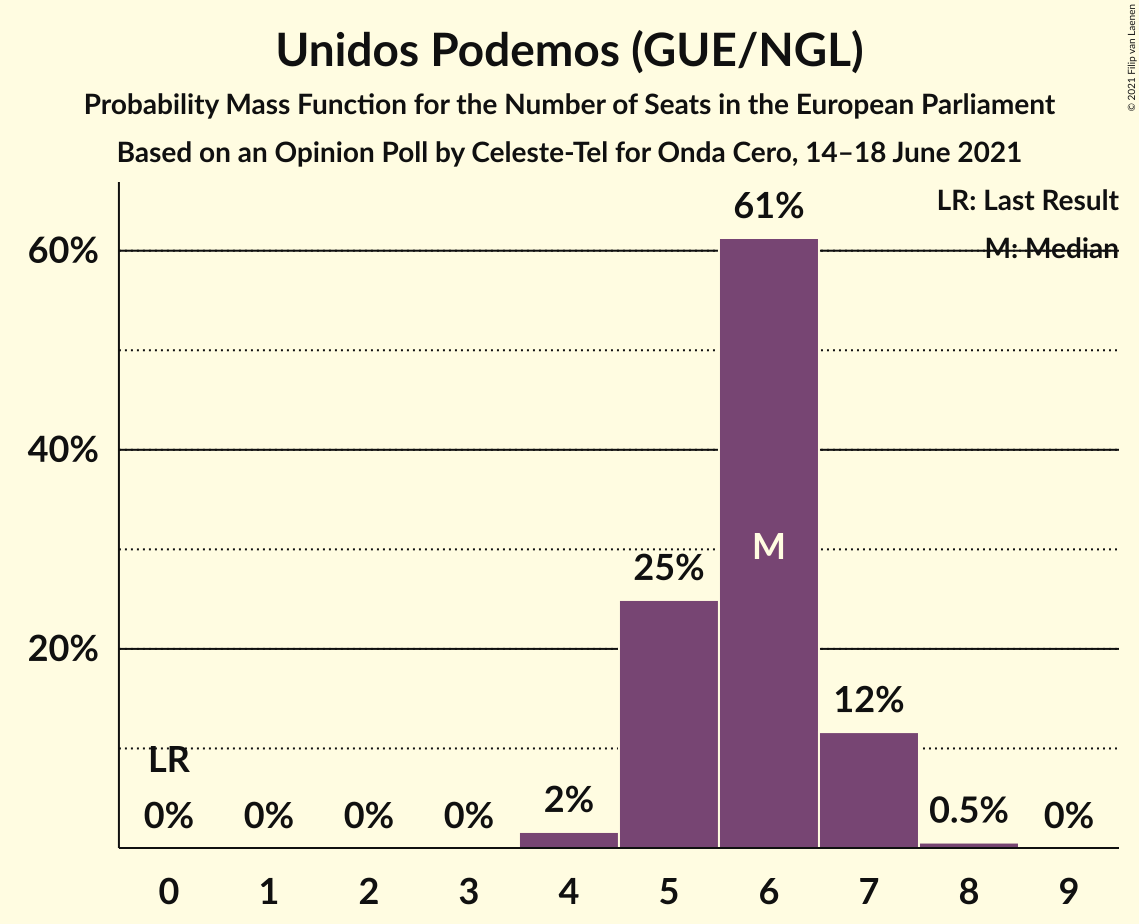 Unidos Podemos (GUE/NGL)
Probability Mass Function for the Number of Seats in the European Parliament
Based on an Opinion Poll by Celeste-Tel for Onda Cero, 14–18 June 2021
© 2021 Filip van Laenen
LR: Last Result
M: Median
61%
60%
40%
M
25%
20%
12%
LR
0% 0% 0% 0% 2% 0.5% 0%
0 1 2 3 4 5 6 7 8 9